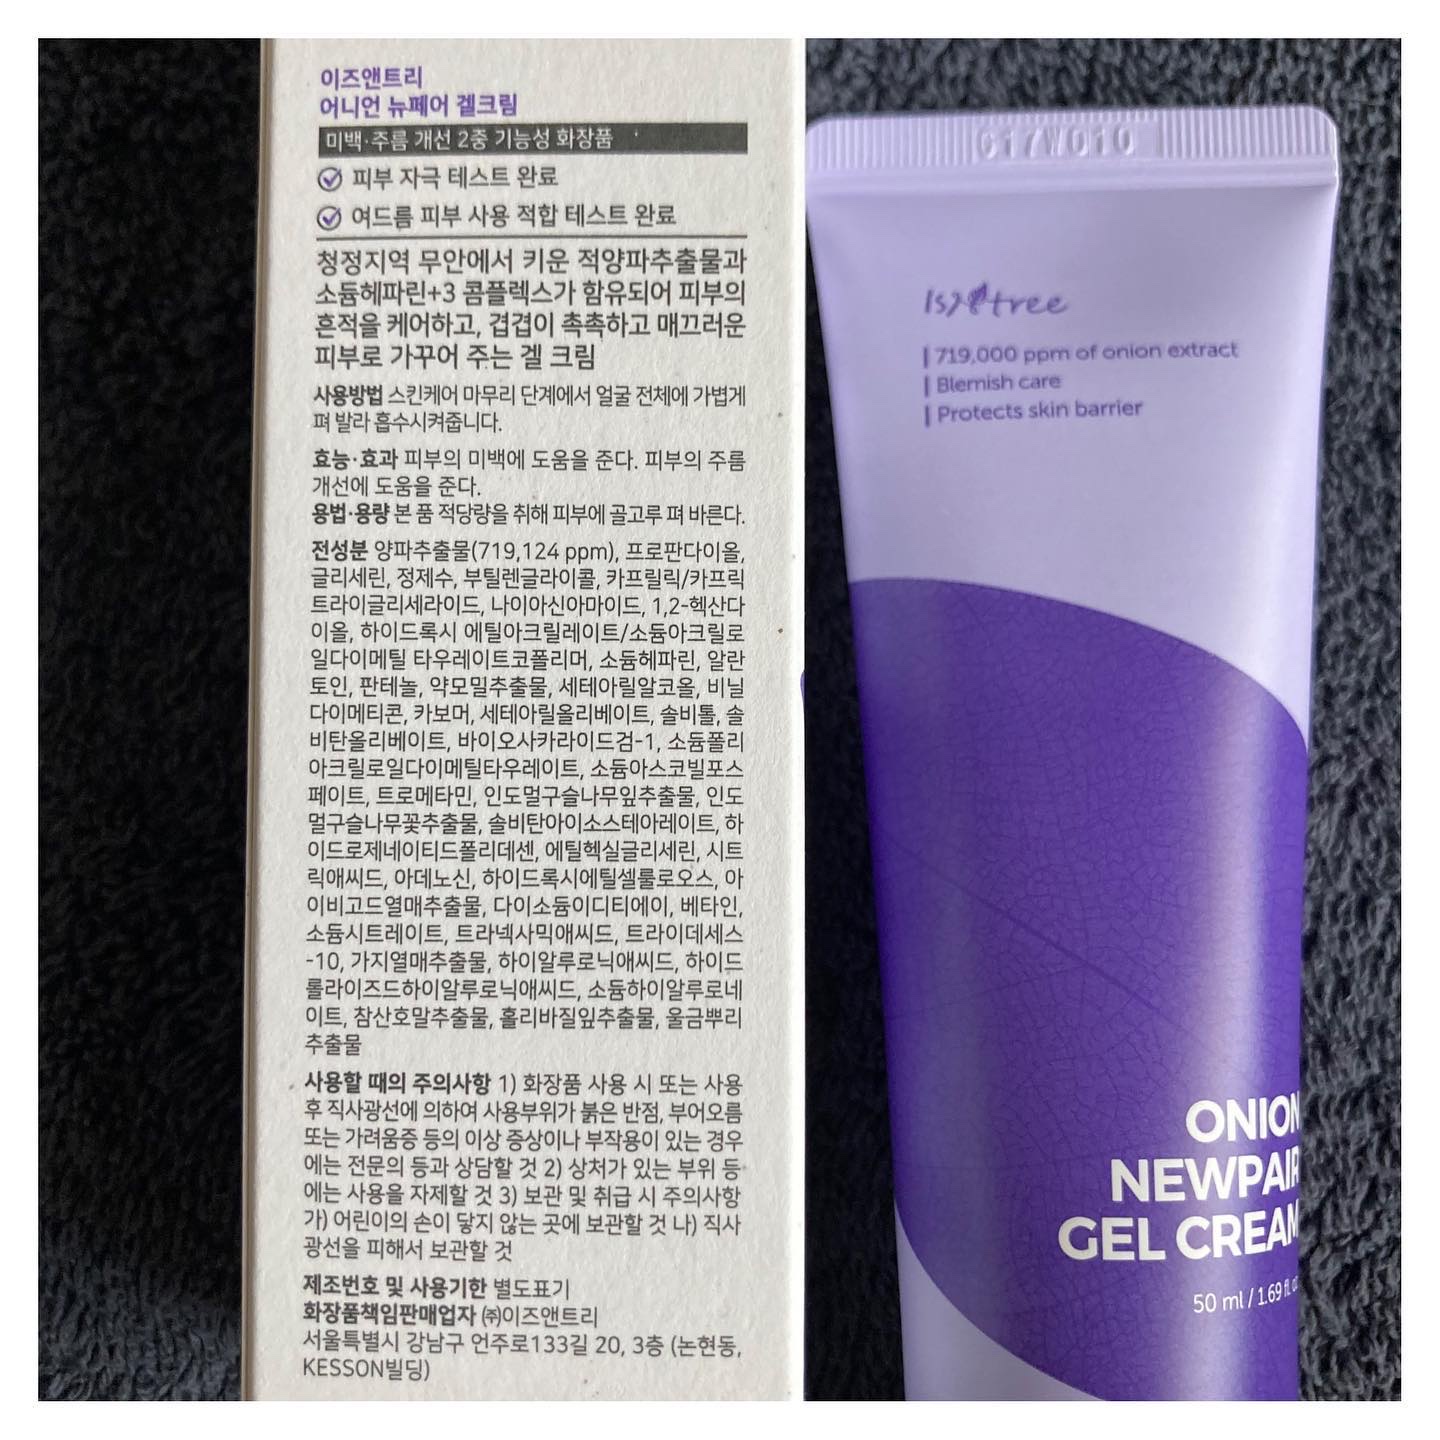 이즈앤트리
어니언 뉴페어 겔크림
미백·주름 개선 2중 기능성 화장품
피부 자극 테스트 완료
여드름 피부 사용 적합 테스트 완료
청정지역 무안에서 키운 적양파추출물과
소듐헤파린+3 콤플렉스가 함유되어 피부의
흔적을 케어하고, 겹겹이 촉촉하고 매끄러운
피부로 가꾸어 주는 겔 크림
사용방법 스킨케어 마무리 단계에서 얼굴 전체에 가볍게
펴 발라 흡수시켜줍니다.
효능·효과 피부의 미백에 도움을 준다. 피부의 주름
개선에 도움을 준다.
용법·용량 본 품 적당량을 취해 피부에 골고루 펴 바른다.
전성분 양파추출물(719,124 ppm), 프로판다이올,
글리세린, 정제수, 부틸렌글라이콜, 카프릴릭/카프릭
트라이글리세라이드, 나이아신아마이드, 1,2-헥산다
이올, 하이드록시 에틸아크릴레이트/소듐아크릴로
일다이메틸 타우레이트코폴리머, 소듐헤파린, 알란
토인, 판테놀, 약모밀추출물, 세테아릴알코올, 비닐
다이메티콘, 카보머, 세테아릴올리베이트, 솔비톨, 솔
비탄올리베이트, 바이오사카라이드검-1, 소듐폴리
아크릴로일다이메틸타우레이트, 소듐아스코빌포스
페이트, 트로메타민, 인도멀구슬나무잎추출물, 인도
멀구슬나무꽃추출물, 솔비탄아이소스테아레이트, 하
이드로제네이티드폴리데센, 에틸헥실글리세린, 시트
릭애씨드, 아데노신, 하이드록시에틸셀룰로오스, 아
이비고드열매추출물, 다이소듐이디티에이, 베타인,
소듐시트레이트, 트라넥사믹애씨드, 트라이데세스
-10, 가지열매추출물, 하이알루로닉애씨드, 하이드
롤라이즈드하이알루로닉애씨드, 소듐하이알루로네
이트, 참산호말추출물, 홀리바질잎추출물, 울금뿌리
추출물
사용할 때의 주의사항 1) 화장품 사용 시 또는 사용
후 직사광선에 의하여 사용부위가 붉은 반점, 부어오름
또는 가려움증 등의 이상 증상이나 부작용이 있는 경우
에는 전문의 등과 상담할 것 2) 상처가 있는 부위 등
에는 사용을 자제할 것 3) 보관 및 취급 시 주의사항
가) 어린이의 손이 닿지 않는 곳에 보관할 것 나) 직사
광선을 피해서 보관할 것
제조번호 및 사용기한 별도표기
화장품책임판매업자 ㈜이즈앤트리
서울특별시 강남구 언주로133길 20, 3층 (논현동,
KESSON빌딩)
617W010
Isntree
719,000 ppm of onion extract
Blemish care
Protects skin barrier
ONION
NEWPAIR
GEL CREAM
50 ml / 1.69 fl. oz